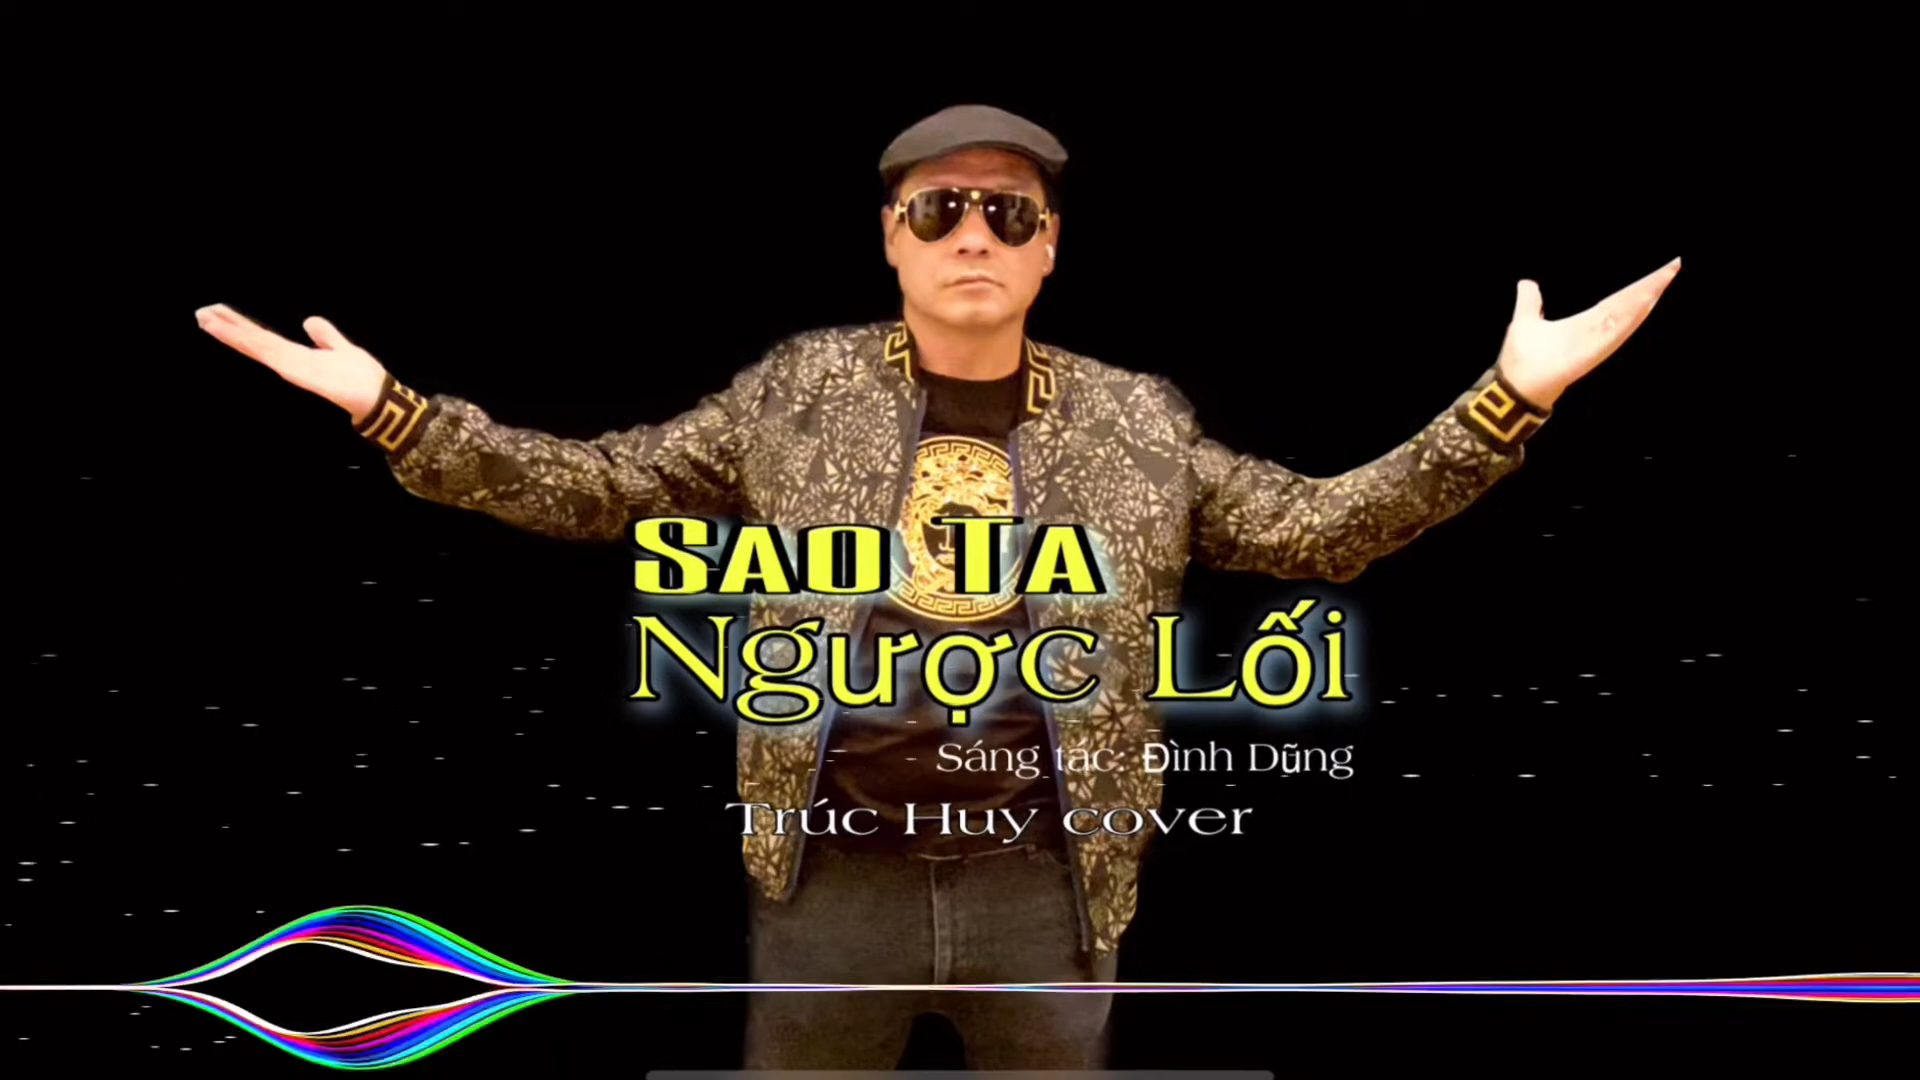 Sao Ta
Ngược Lối
Sáng tác: Đình Dũng
Trúc Huy cover